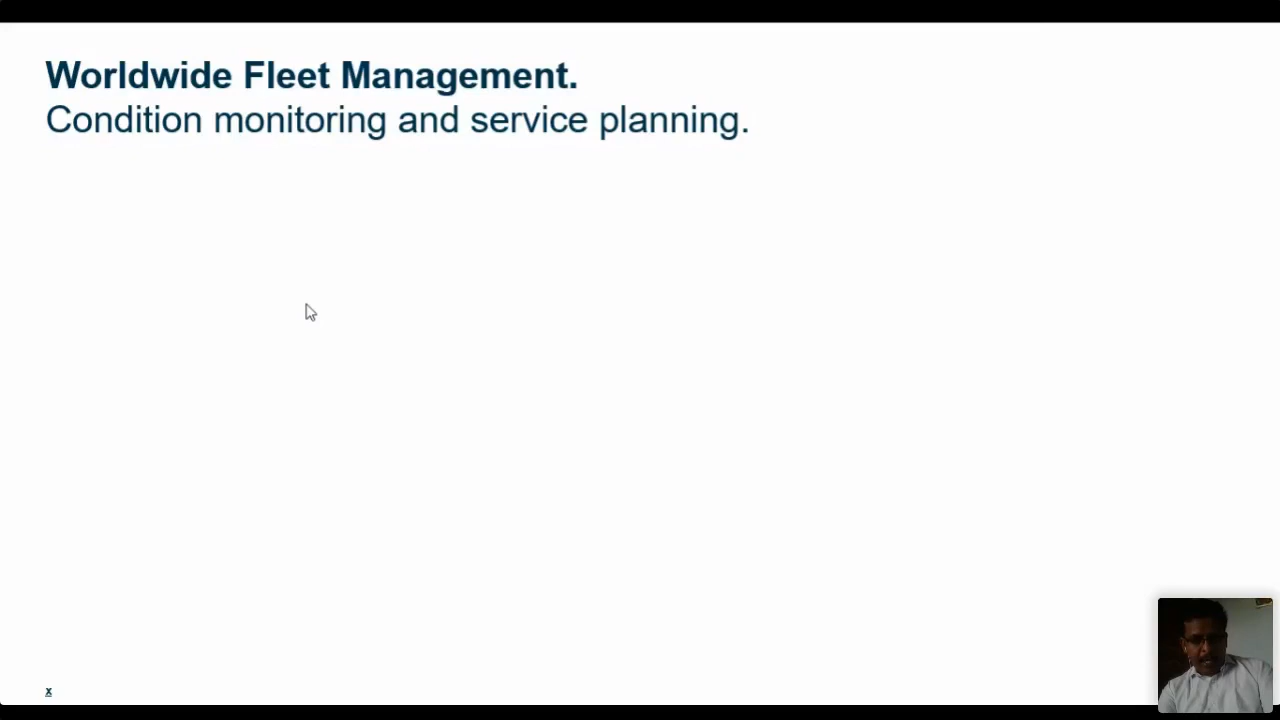 Worldwide Fleet Management.
Condition monitoring and service planning.
x